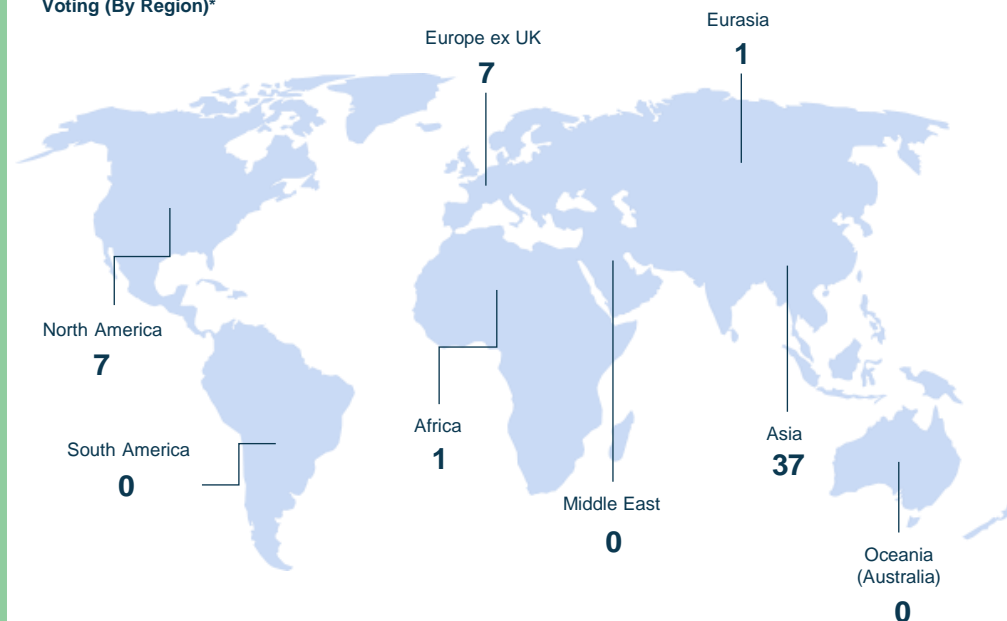 Voting (By Region)*
Eurasia
1
Europe ex UK
7
North America
7
South America
0
Africa
1
Middle East
0
Asia
37
Oceania
(Australia)
0